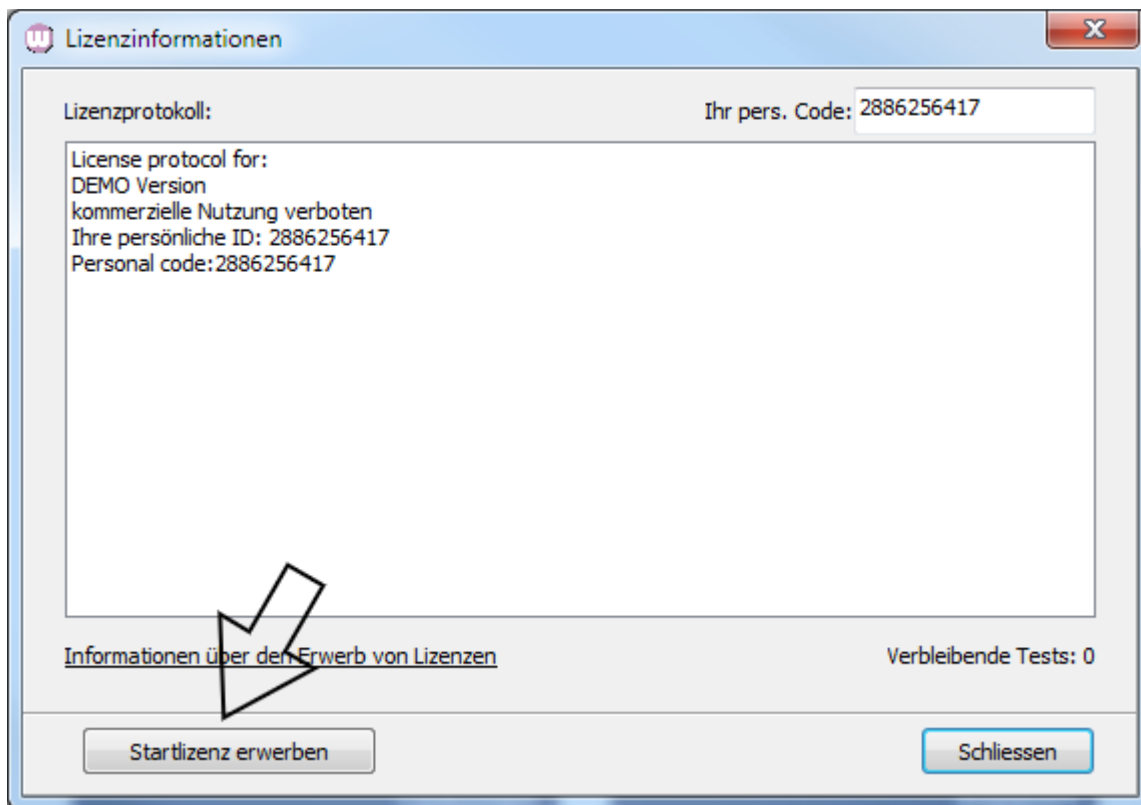 Lizenzinformationen
Lizenzprotokoll:
Ihr pers. Code: 2886256417
License protocol for:
DEMO Version
kommerzielle Nutzung verboten
Ihre persönliche ID: 2886256417
Personal code:2886256417
Informationen über den Erwerb von Lizenzen
Verbleibende Tests: 0
Startlizenz erwerben
Schliessen